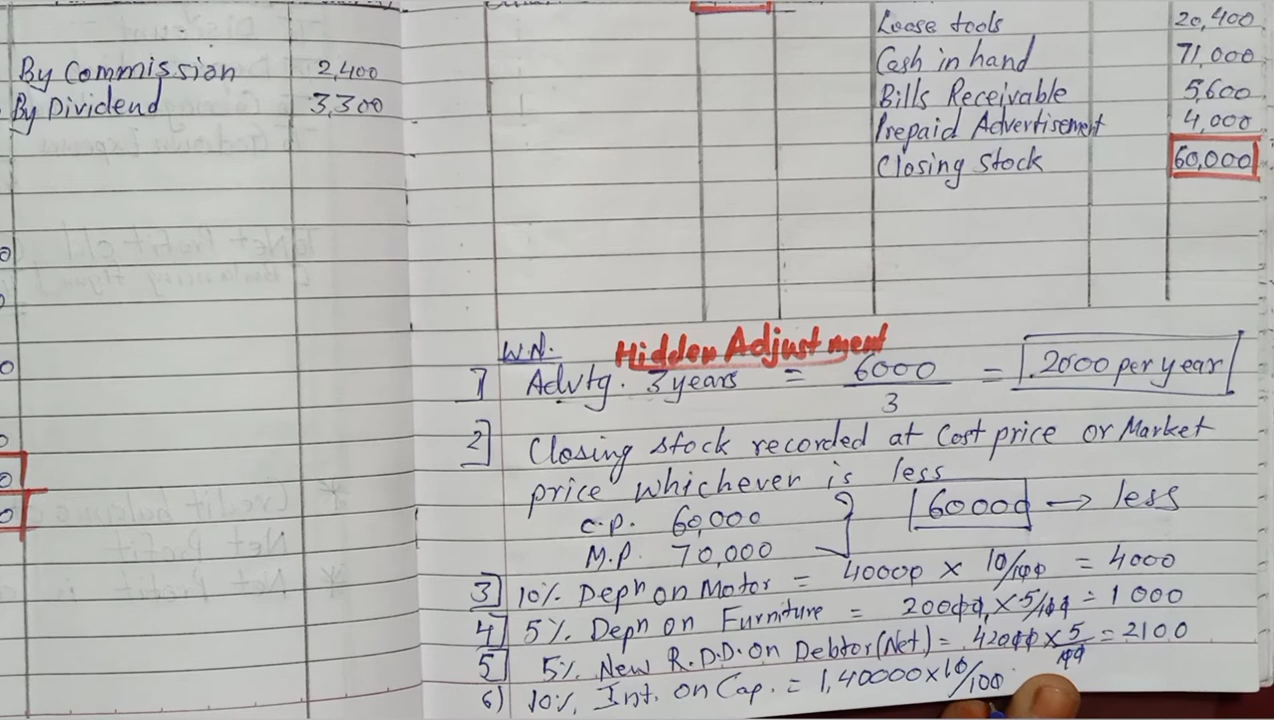 By Commission 2,400
By Dividend 3,300
Loose tools 20,400
Cash in hand 71,000
Bills Receivable 5,600
Prepaid Advertisement 4,000
Closing stock 60,000
W.N. Hidden Adjustment
1] Advtg. 3 years = 6000 / 3 = 2000 per year
2] Closing stock recorded at Cost price or Market
price whichever is less
C.P. 60,000
M.P. 70,000 } 60000 → less
3] 10% Depn on Motor = 40000 x 10/100 = 4000
4] 5% Depn on Furniture = 20000 x 5/100 = 1000
5] 5% New R.D.D. on Debtor (Net.) = 42000 x 5/100 = 2100
6) 10% Int. on Cap. = 1,40000 x 10/100